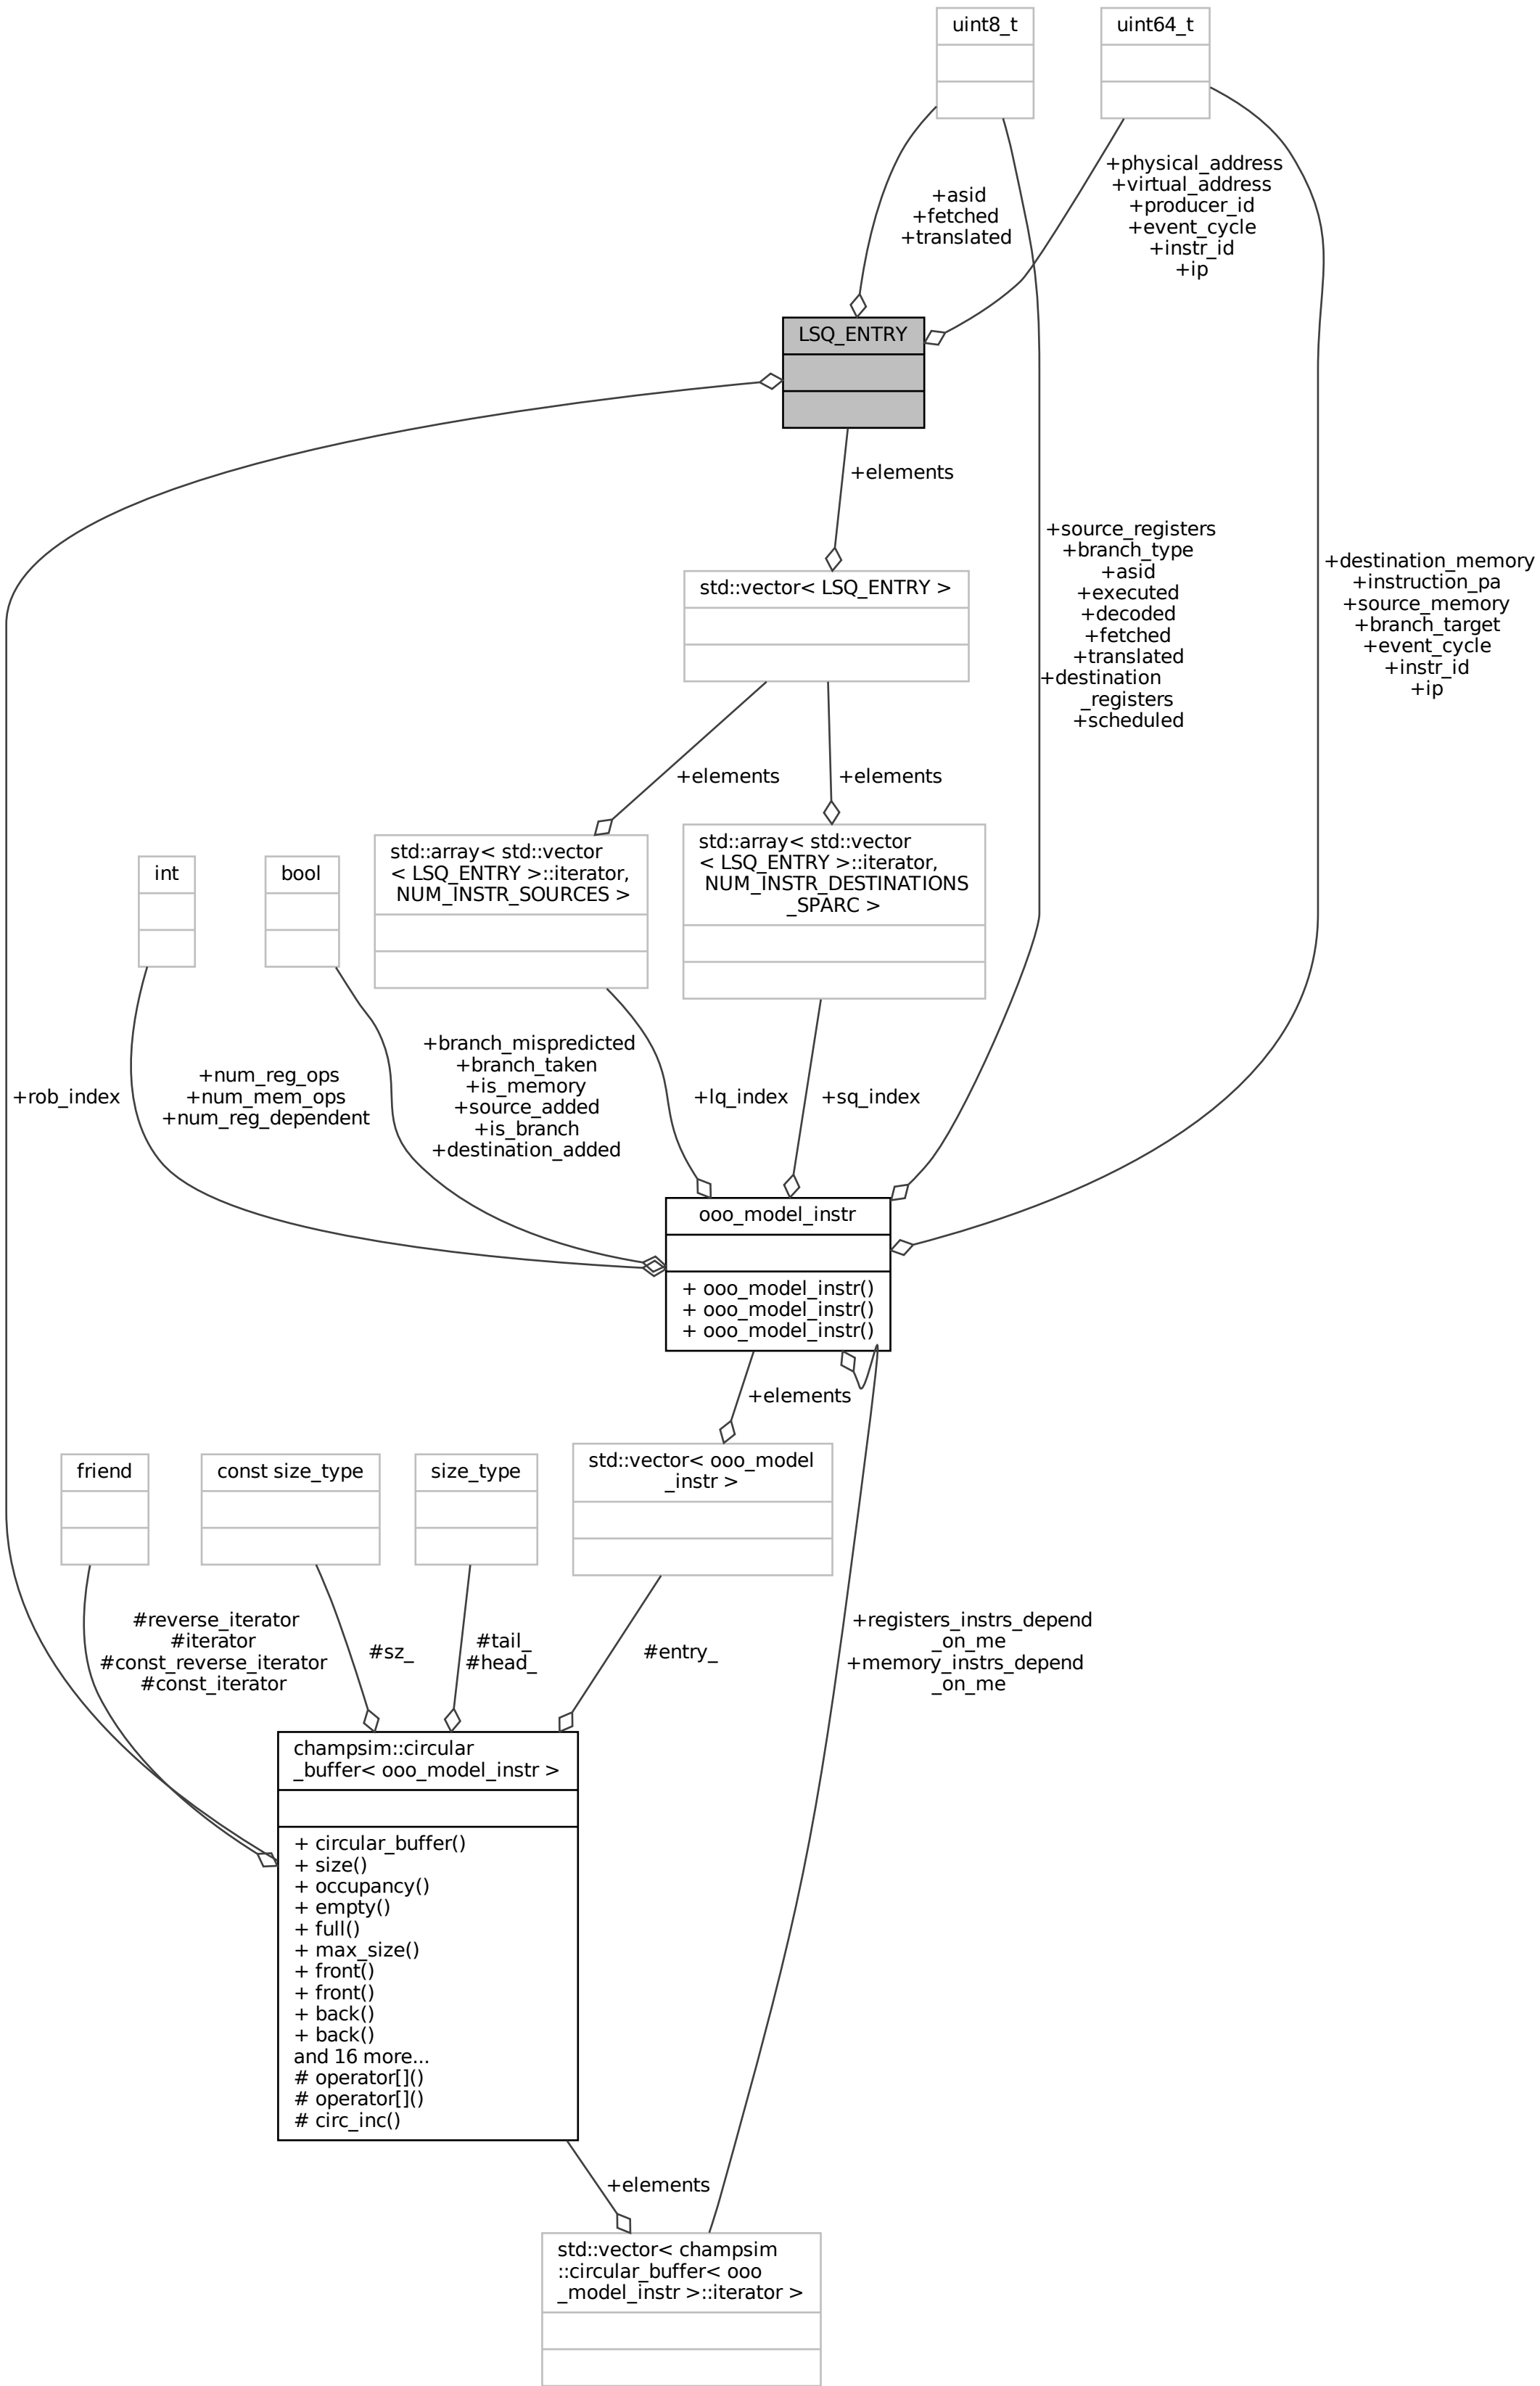 uint8_t
uint64_t
+asid
+fetched
+translated
+physical_address
+virtual_address
+producer_id
+event_cycle
+instr_id
+ip
LSQ_ENTRY
+elements
std::vector< LSQ_ENTRY >
+source_registers
+branch_type
+asid
+executed
+decoded
+fetched
+translated
+destination
_registers
+scheduled
+destination_memory
+instruction_pa
+source_memory
+branch_target
+event_cycle
+instr_id
+ip
+elements
+elements
int
bool
std::array< std::vector
< LSQ_ENTRY >::iterator,
NUM_INSTR_SOURCES >
std::array< std::vector
< LSQ_ENTRY >::iterator,
NUM_INSTR_DESTINATIONS
_SPARC >
+rob_index
+num_reg_ops
+num_mem_ops
+num_reg_dependent
+branch_mispredicted
+branch_taken
+is_memory
+source_added
+is_branch
+destination_added
+lq_index
+sq_index
ooo_model_instr
+ ooo_model_instr()
+ ooo_model_instr()
+ ooo_model_instr()
+elements
friend
const size_type
size_type
std::vector< ooo_model
_instr >
#reverse_iterator
#iterator
#const_reverse_iterator
#const_iterator
#sz_
#tail_
#head_
#entry_
+registers_instrs_depend
_on_me
+memory_instrs_depend
_on_me
champsim::circular
_buffer< ooo_model_instr >
+ circular_buffer()
+ size()
+ occupancy()
+ empty()
+ full()
+ max_size()
+ front()
+ front()
+ back()
+ back()
and 16 more...
# operator[]()
# operator[]()
# circ_inc()
+elements
std::vector< champsim
::circular_buffer< ooo
_model_instr >::iterator >